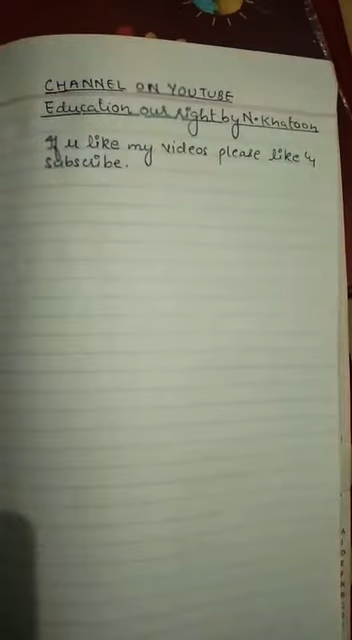 CHANNEL ON YOUTUBE
Education our right by N. Khatoon
If u like my videos please like &
subscribe.